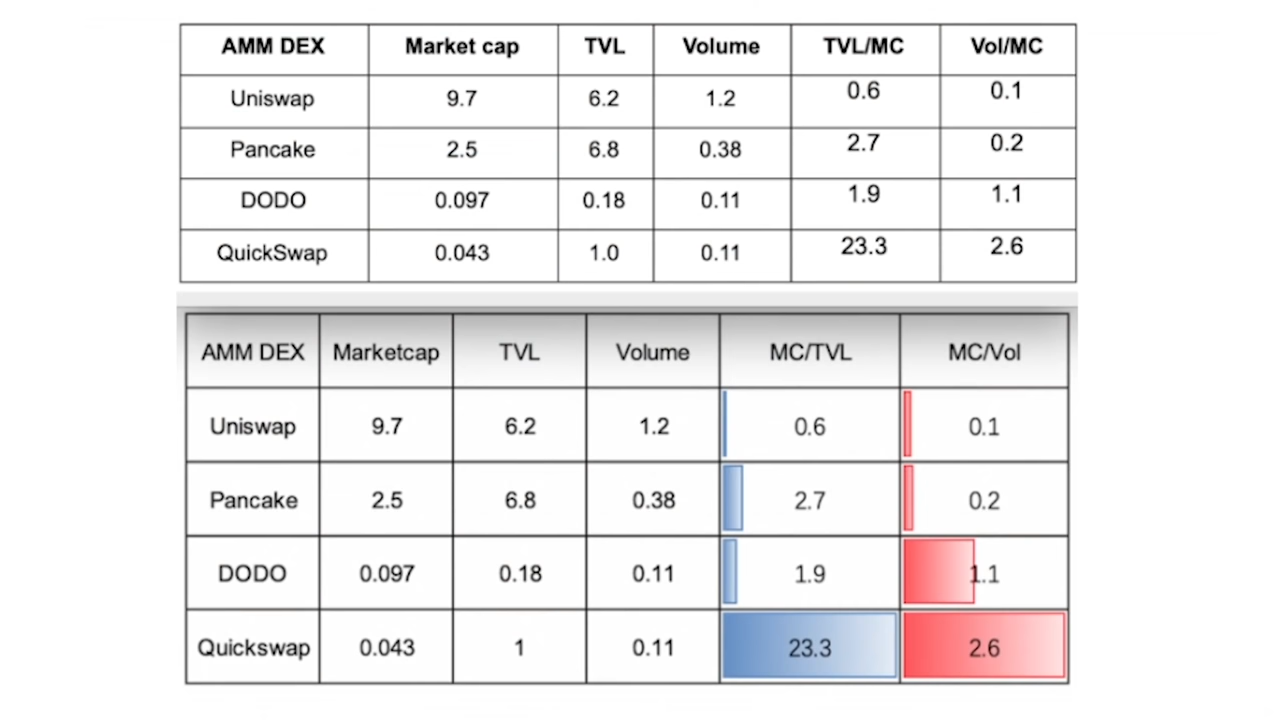 AMM DEX Market cap TVL Volume TVL/MC Vol/MC
Uniswap 9.7 6.2 1.2 0.6 0.1
Pancake 2.5 6.8 0.38 2.7 0.2
DODO 0.097 0.18 0.11 1.9 1.1
QuickSwap 0.043 1.0 0.11 23.3 2.6
AMM DEX Marketcap TVL Volume MC/TVL MC/Vol
Uniswap 9.7 6.2 1.2 0.6 0.1
Pancake 2.5 6.8 0.38 2.7 0.2
DODO 0.097 0.18 0.11 1.9 1.1
Quickswap 0.043 1 0.11 23.3 2.6